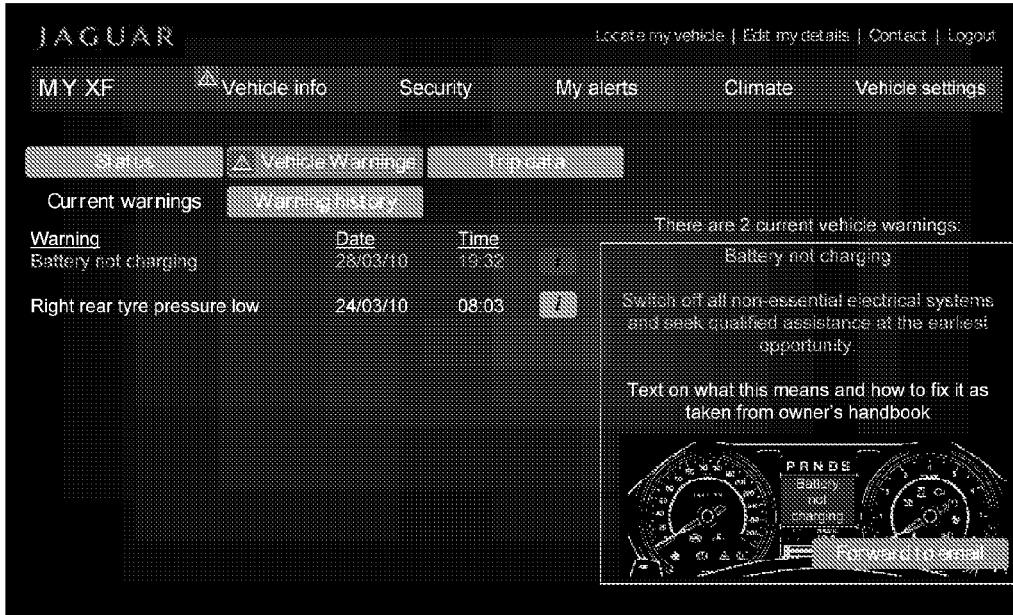 JAGUAR
Locate my vehicle | Edit my details | Contact | Logout
MY XF Vehicle info Security My alerts Climate Vehicle settings
Status Vehicle Warnings Trip data
Current warnings Warning history
There are 2 current vehicle warnings:
Warning Date Time
Battery not charging 28/03/10 19:32
Right rear tyre pressure low 24/03/10 08:03
Battery not charging
Switch off all non-essential electrical systems
and seek qualified assistance at the earliest
opportunity.
Text on what this means and how to fix it as
taken from owner's handbook
PRNDS
Battery
not
charging
Forward to email